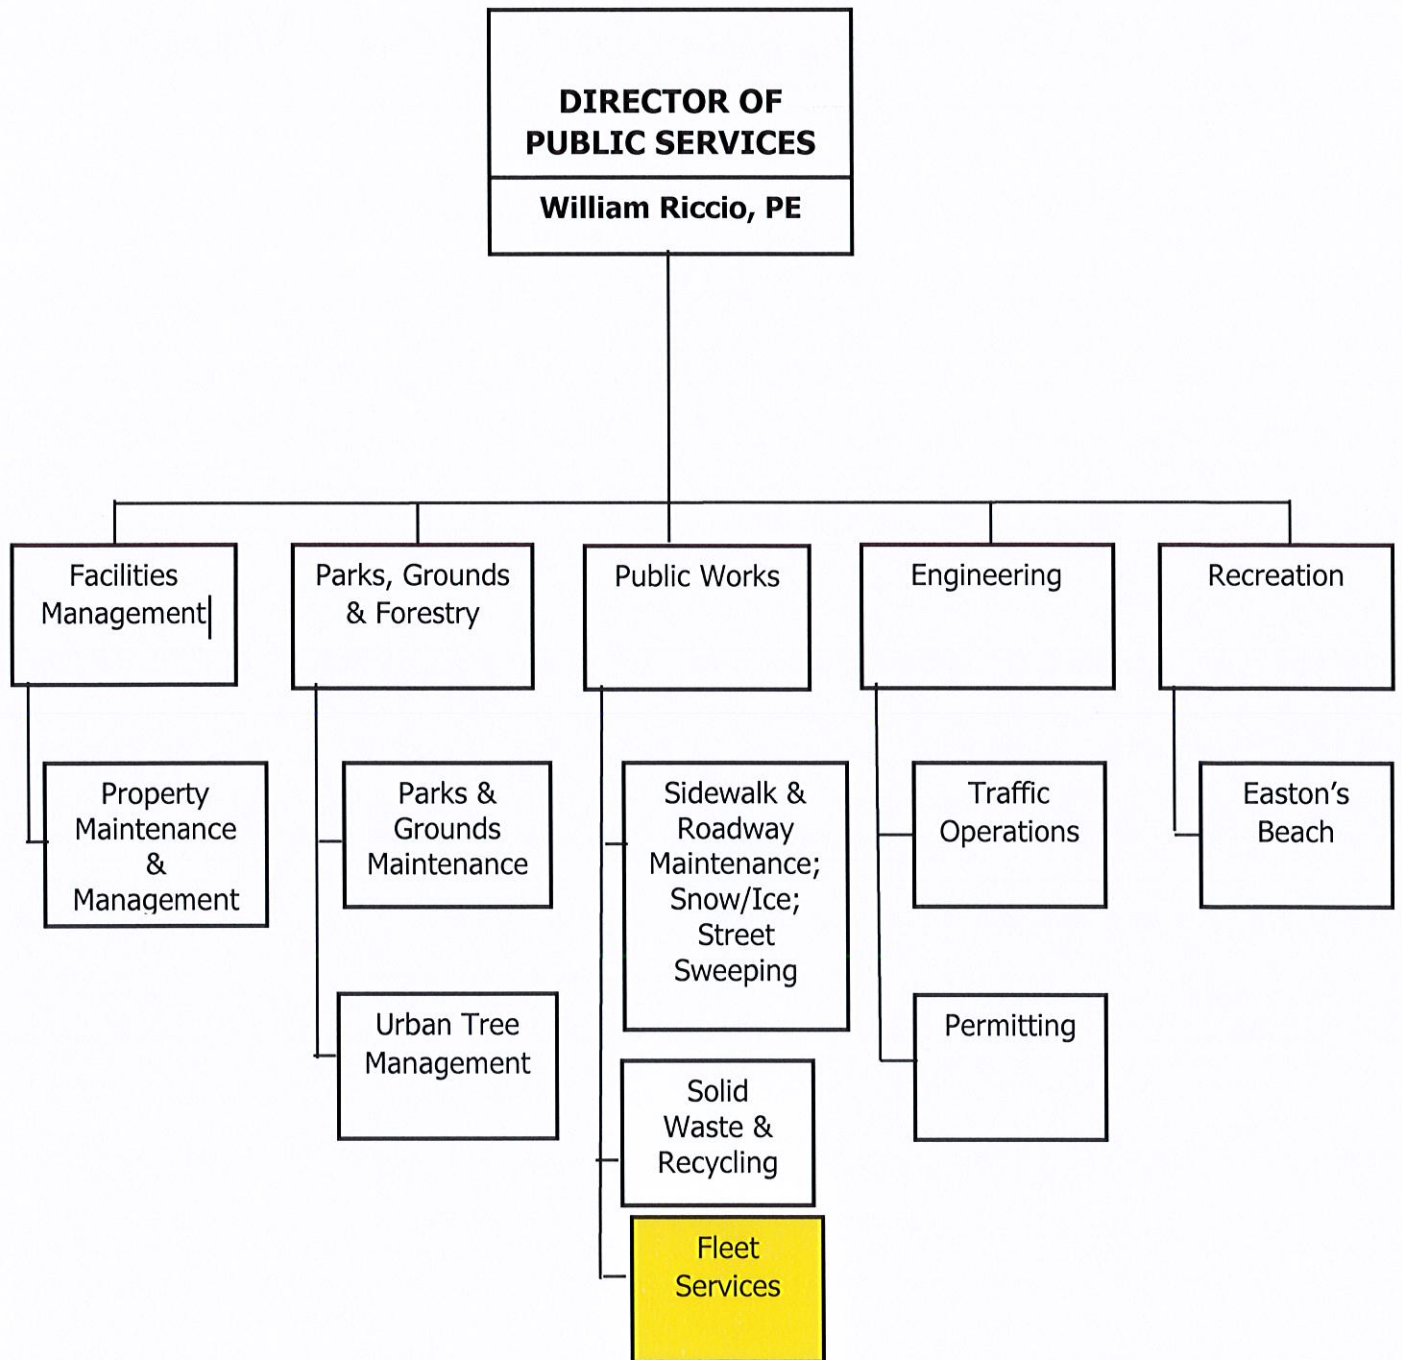 DIRECTOR OF
PUBLIC SERVICES
William Riccio, PE
Facilities
Management
Parks, Grounds
& Forestry
Public Works
Engineering
Recreation
Property
Maintenance
&
Management
Parks &
Grounds
Maintenance
Sidewalk &
Roadway
Maintenance;
Snow/Ice;
Street
Sweeping
Traffic
Operations
Easton's
Beach
Urban Tree
Management
Permitting
Solid
Waste &
Recycling
Fleet
Services